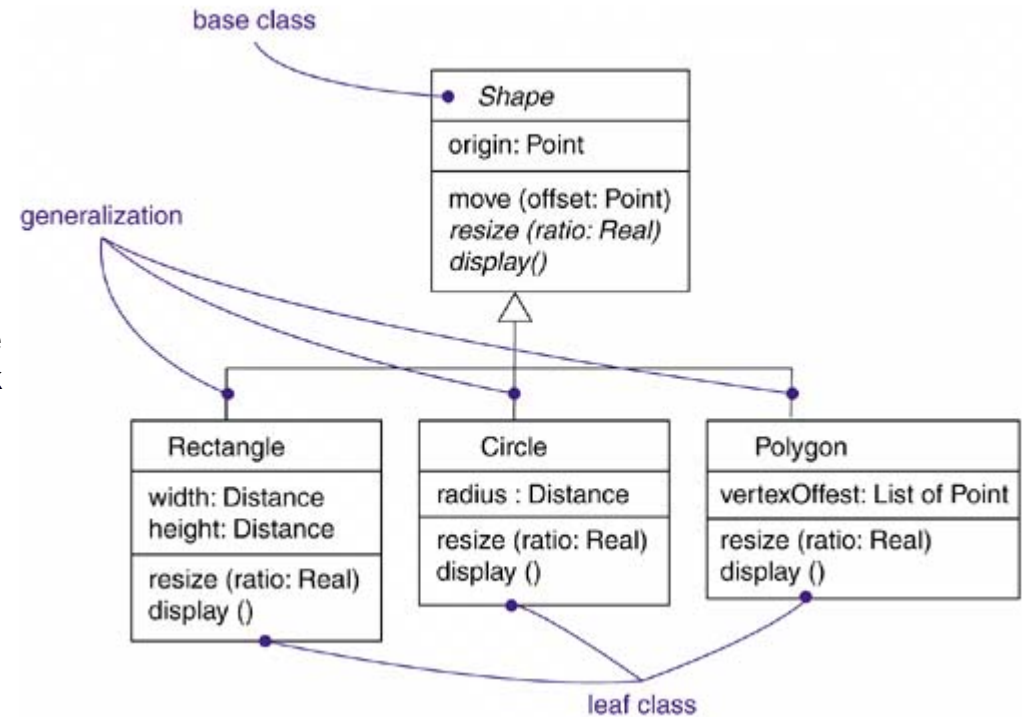 base class
Shape
origin: Point
move (offset: Point)
resize (ratio: Real)
display()
generalization
Rectangle
width: Distance
height: Distance
resize (ratio: Real)
display ()
Circle
radius : Distance
resize (ratio: Real)
display ()
Polygon
vertexOffest: List of Point
resize (ratio: Real)
display ()
leaf class